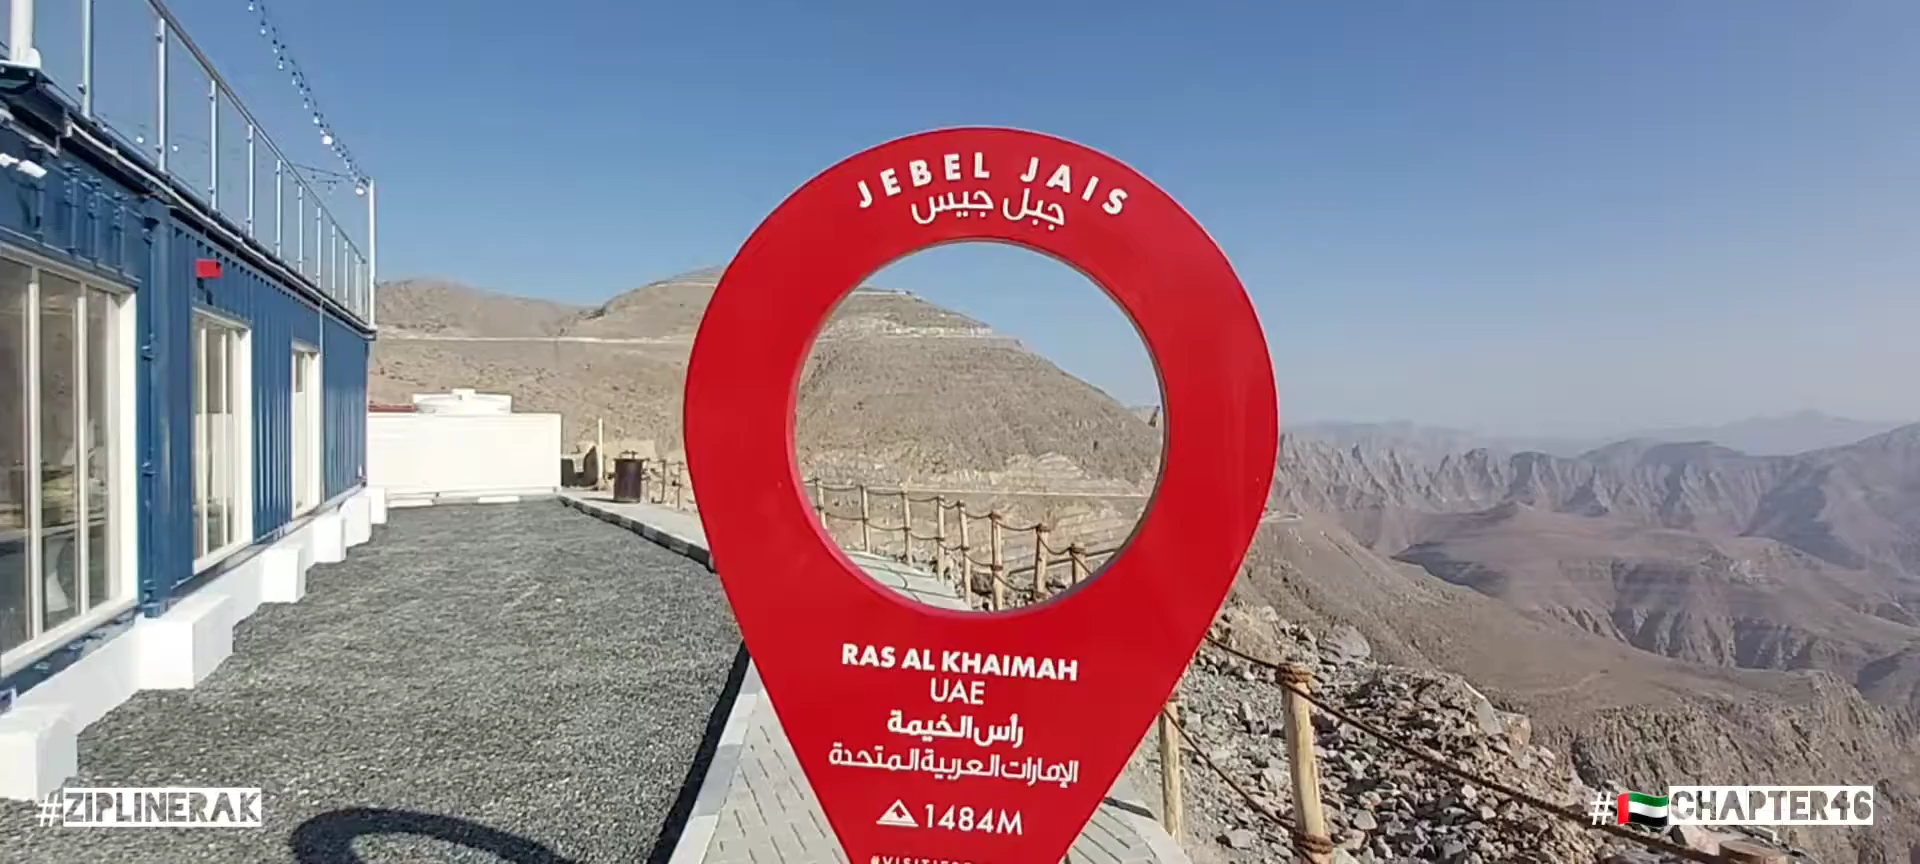 JEBEL JAIS
جبل جيس
RAS AL KHAIMAH
UAE
رأس الخيمة
الإمارات العربية المتحدة
1484M
#ZIPLINERAK
#🇦🇪CHAPTER46